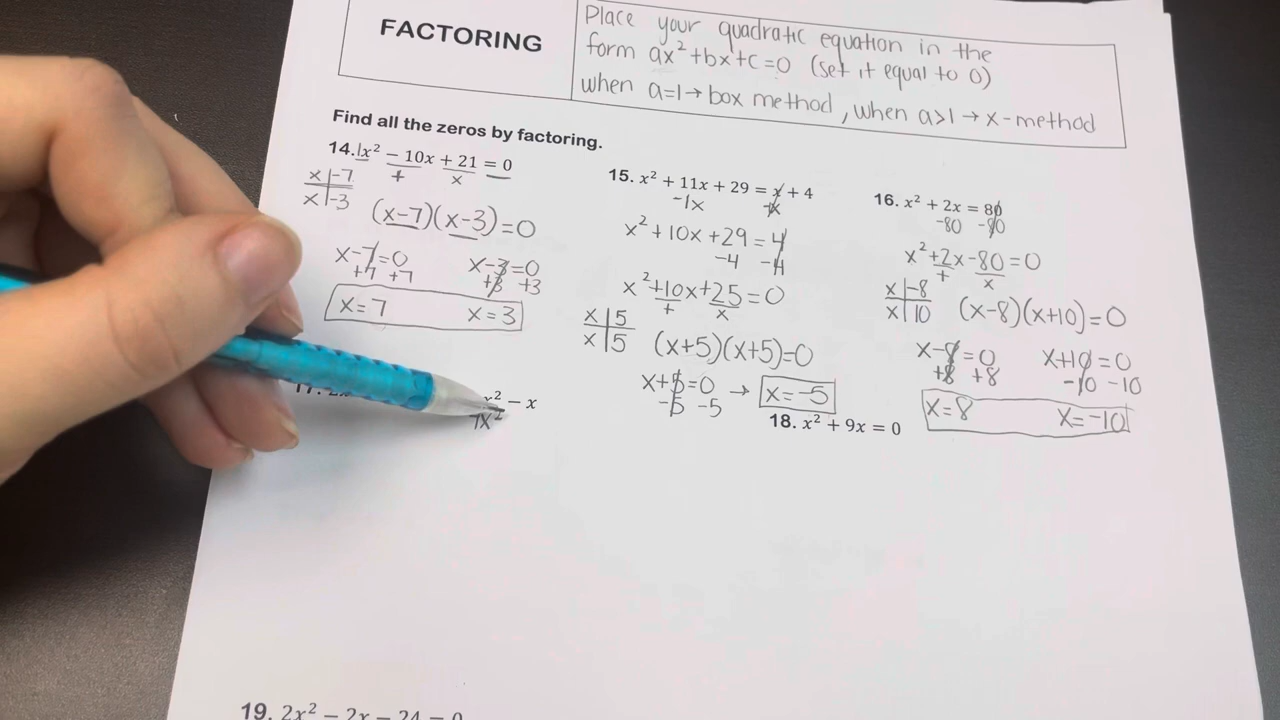 FACTORING
Place your quadratic equation in the
form ax²+bx+c=0 (set it equal to 0)
when a=1→box method, when a>1→x-method
Find all the zeros by factoring.
14. 1x² − 10x + 21 = 0
+ x
x -7
x -3
(x-7)(x-3)=0
x-7=0 x-3=0
+7 +7 +3 +3
x=7 x=3
15. x² + 11x + 29 = x + 4
-1x -x
x²+10x+29=4
-4 -4
x²+10x+25=0
+ x
x 5
x 5
(x+5)(x+5)=0
x+5=0 → x=-5
-5 -5
16. x² + 2x = 80
-80 -80
x²+2x-80=0
+ x
x -8
x 10
(x-8)(x+10)=0
x-8=0 x+10=0
+8 +8 -10 -10
x=8 x=-10
17. x² − x
x²
18. x² + 9x = 0
19. 2x² − 2x − 24 = 0